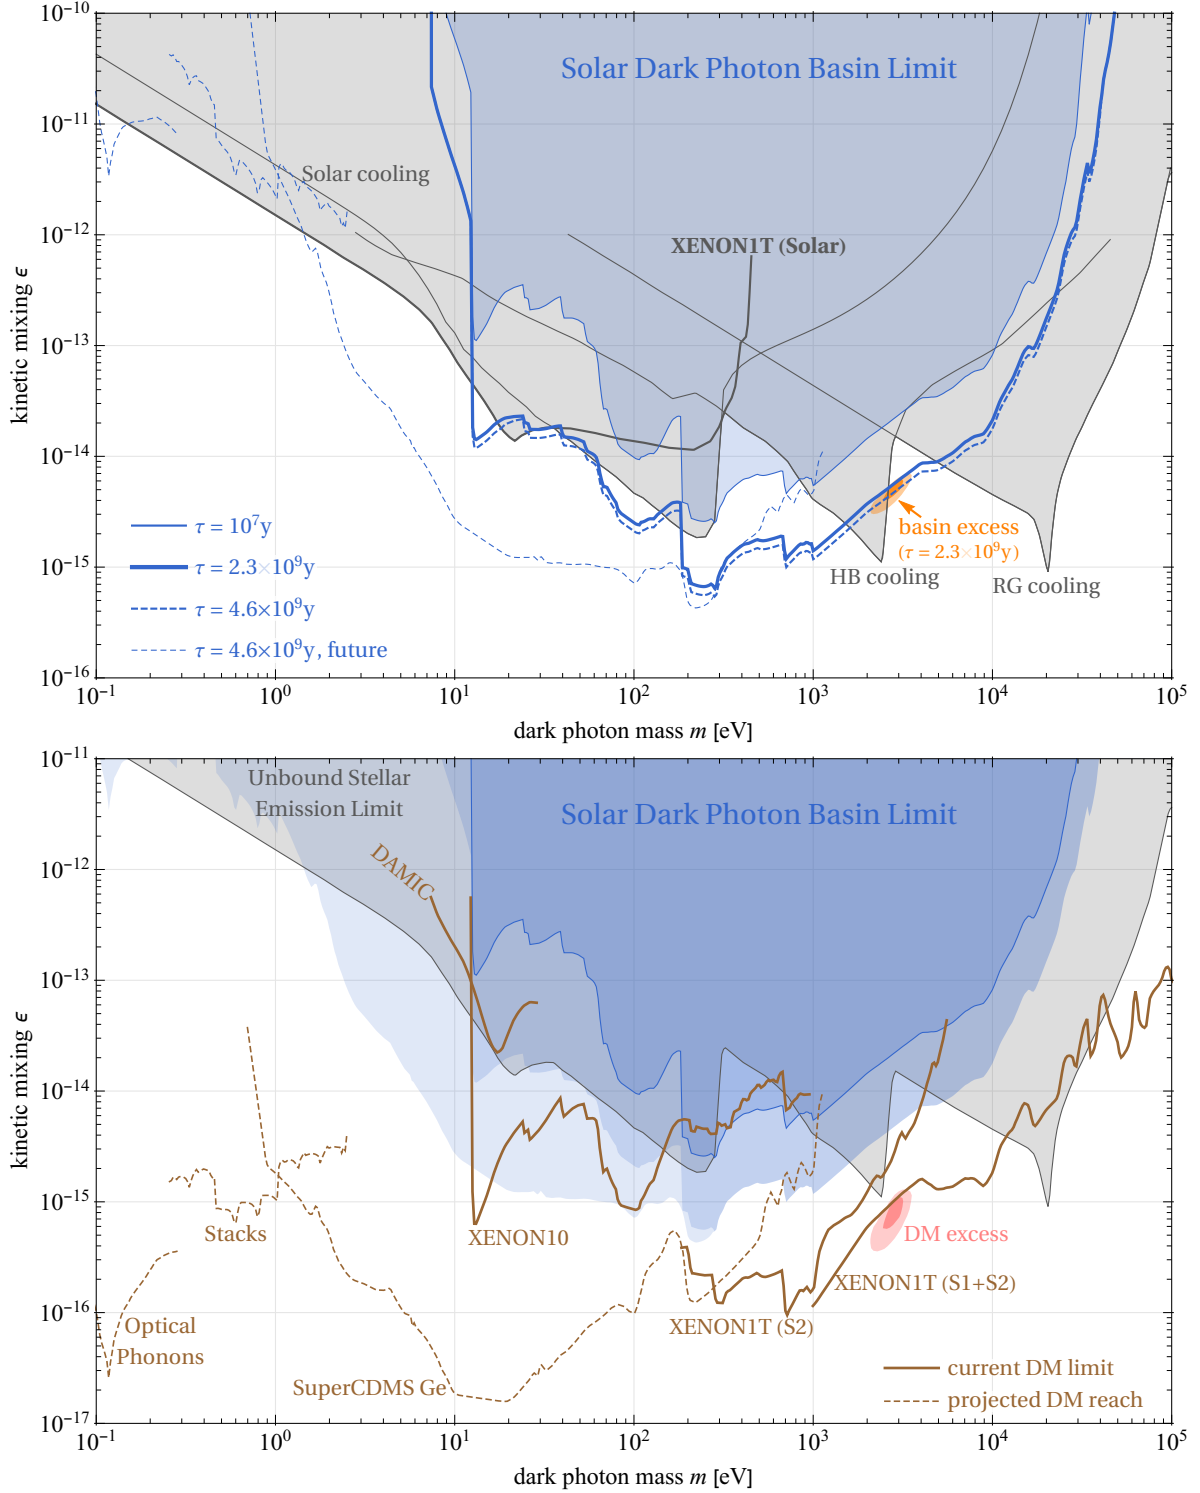 10⁻¹⁰
Solar Dark Photon Basin Limit
10⁻¹¹
Solar cooling
10⁻¹²
XENON1T (Solar)
kinetic mixing ϵ
10⁻¹³
10⁻¹⁴
τ = 10⁷y
basin excess
(τ = 2.3×10⁹y)
10⁻¹⁵
τ = 2.3×10⁹y
HB cooling
RG cooling
τ = 4.6×10⁹y
τ = 4.6×10⁹y, future
10⁻¹⁶
10⁻¹ 10⁰ 10¹ 10² 10³ 10⁴ 10⁵
dark photon mass m [eV]
10⁻¹¹
Unbound Stellar
Emission Limit
Solar Dark Photon Basin Limit
DAMIC
10⁻¹²
10⁻¹³
kinetic mixing ϵ
10⁻¹⁴
10⁻¹⁵
Stacks
XENON10
DM excess
XENON1T (S1+S2)
10⁻¹⁶
Optical
Phonons
XENON1T (S2)
SuperCDMS Ge
current DM limit
projected DM reach
10⁻¹⁷
10⁻¹ 10⁰ 10¹ 10² 10³ 10⁴ 10⁵
dark photon mass m [eV]